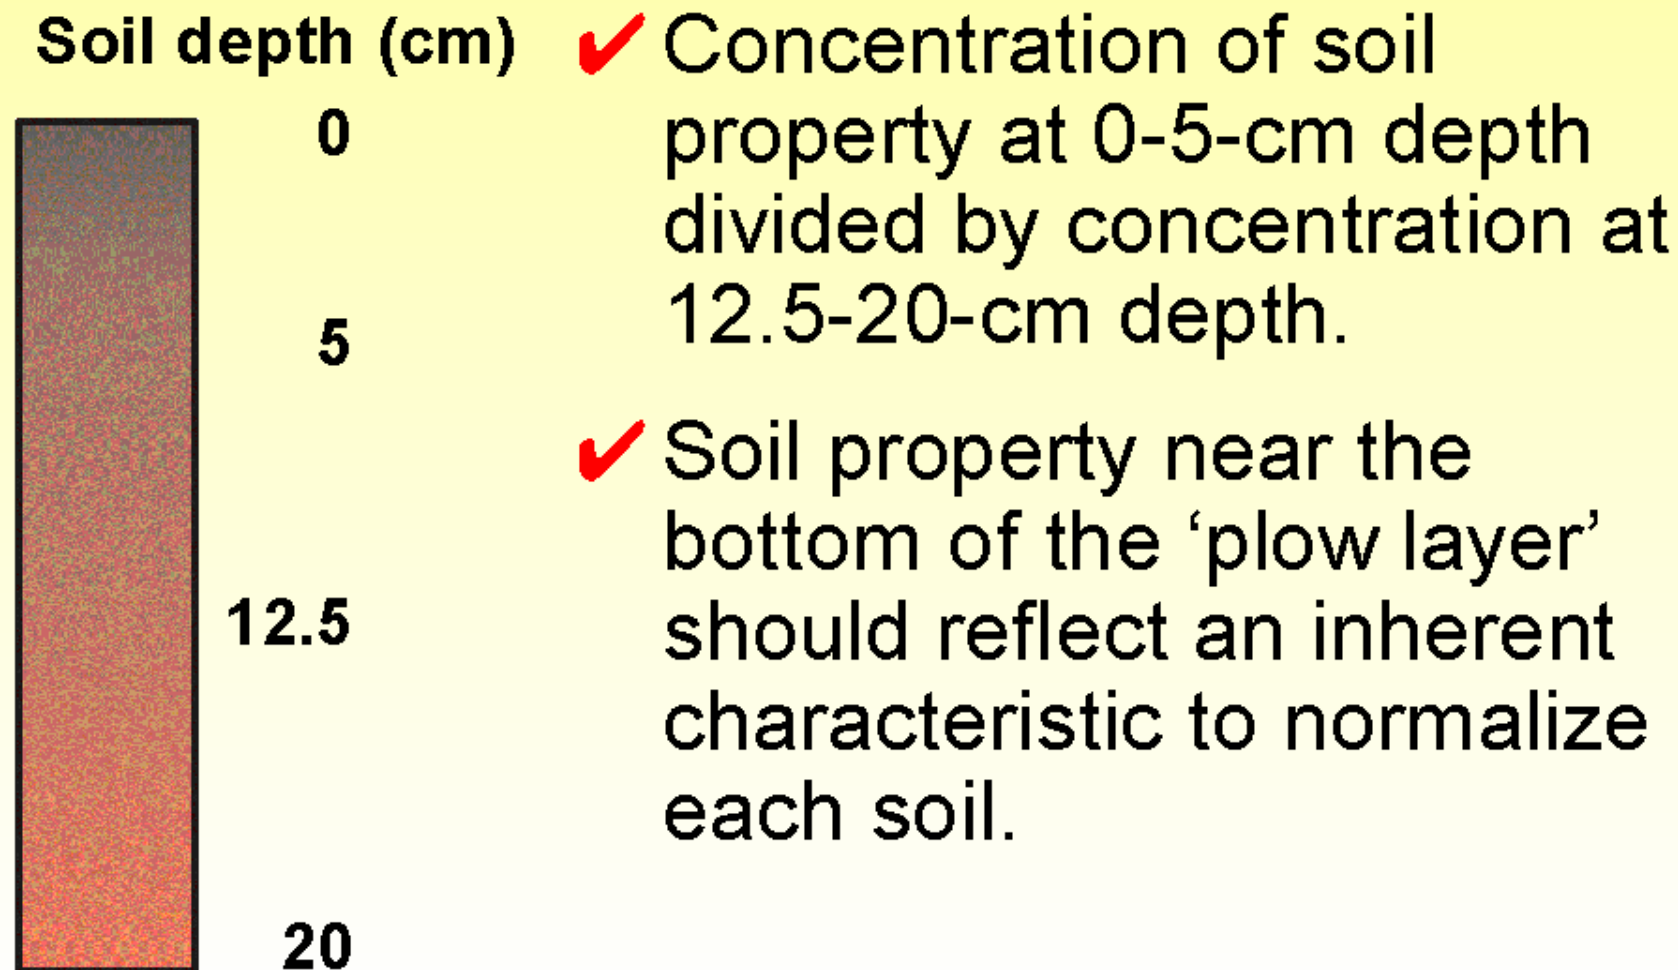 Soil depth (cm)
0
5
12.5
20
✔ Concentration of soil
property at 0-5-cm depth
divided by concentration at
12.5-20-cm depth.
✔ Soil property near the
bottom of the ‘plow layer’
should reflect an inherent
characteristic to normalize
each soil.